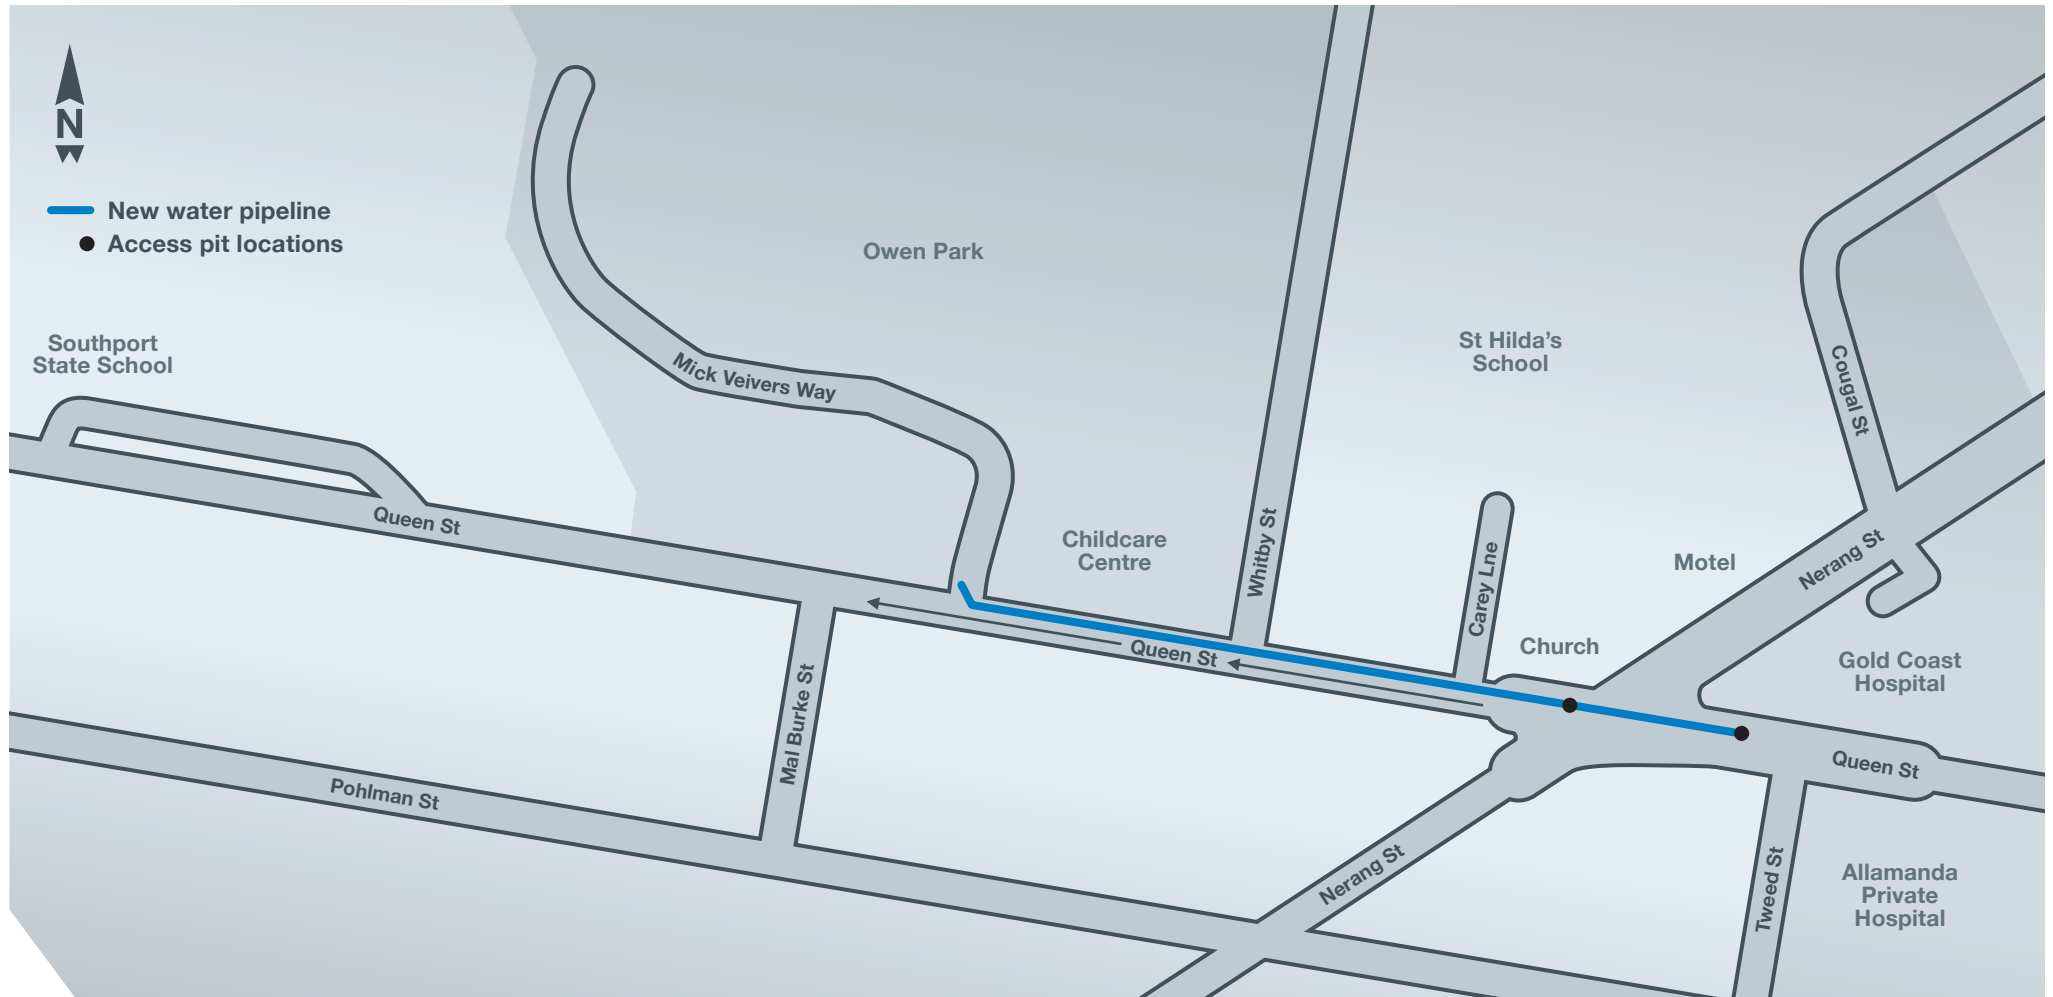 N
New water pipeline
Access pit locations
Owen Park
Southport
State School
St Hilda's
School
Mick Veivers Way
Cougal St
Queen St
Childcare
Centre
Whitby St
Carey Lne
Motel
Nerang St
Church
Queen St
Gold Coast
Hospital
Mal Burke St
Pohlman St
Queen St
Nerang St
Tweed St
Allamanda
Private
Hospital